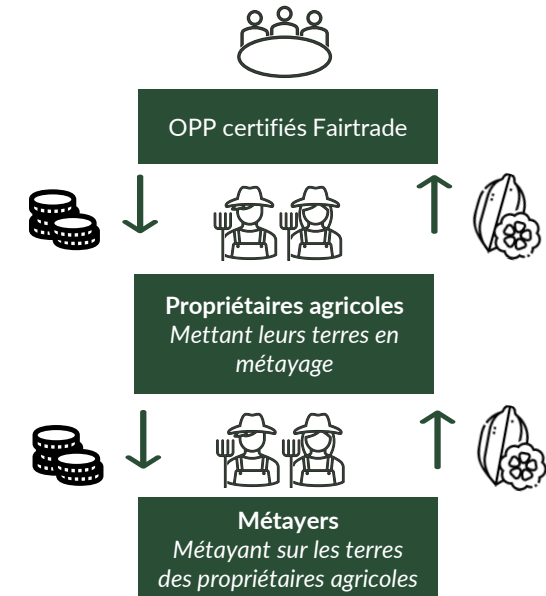 OPP certifiés Fairtrade
Propriétaires agricoles
Mettant leurs terres en
métayage
Métayers
Métayant sur les terres
des propriétaires agricoles